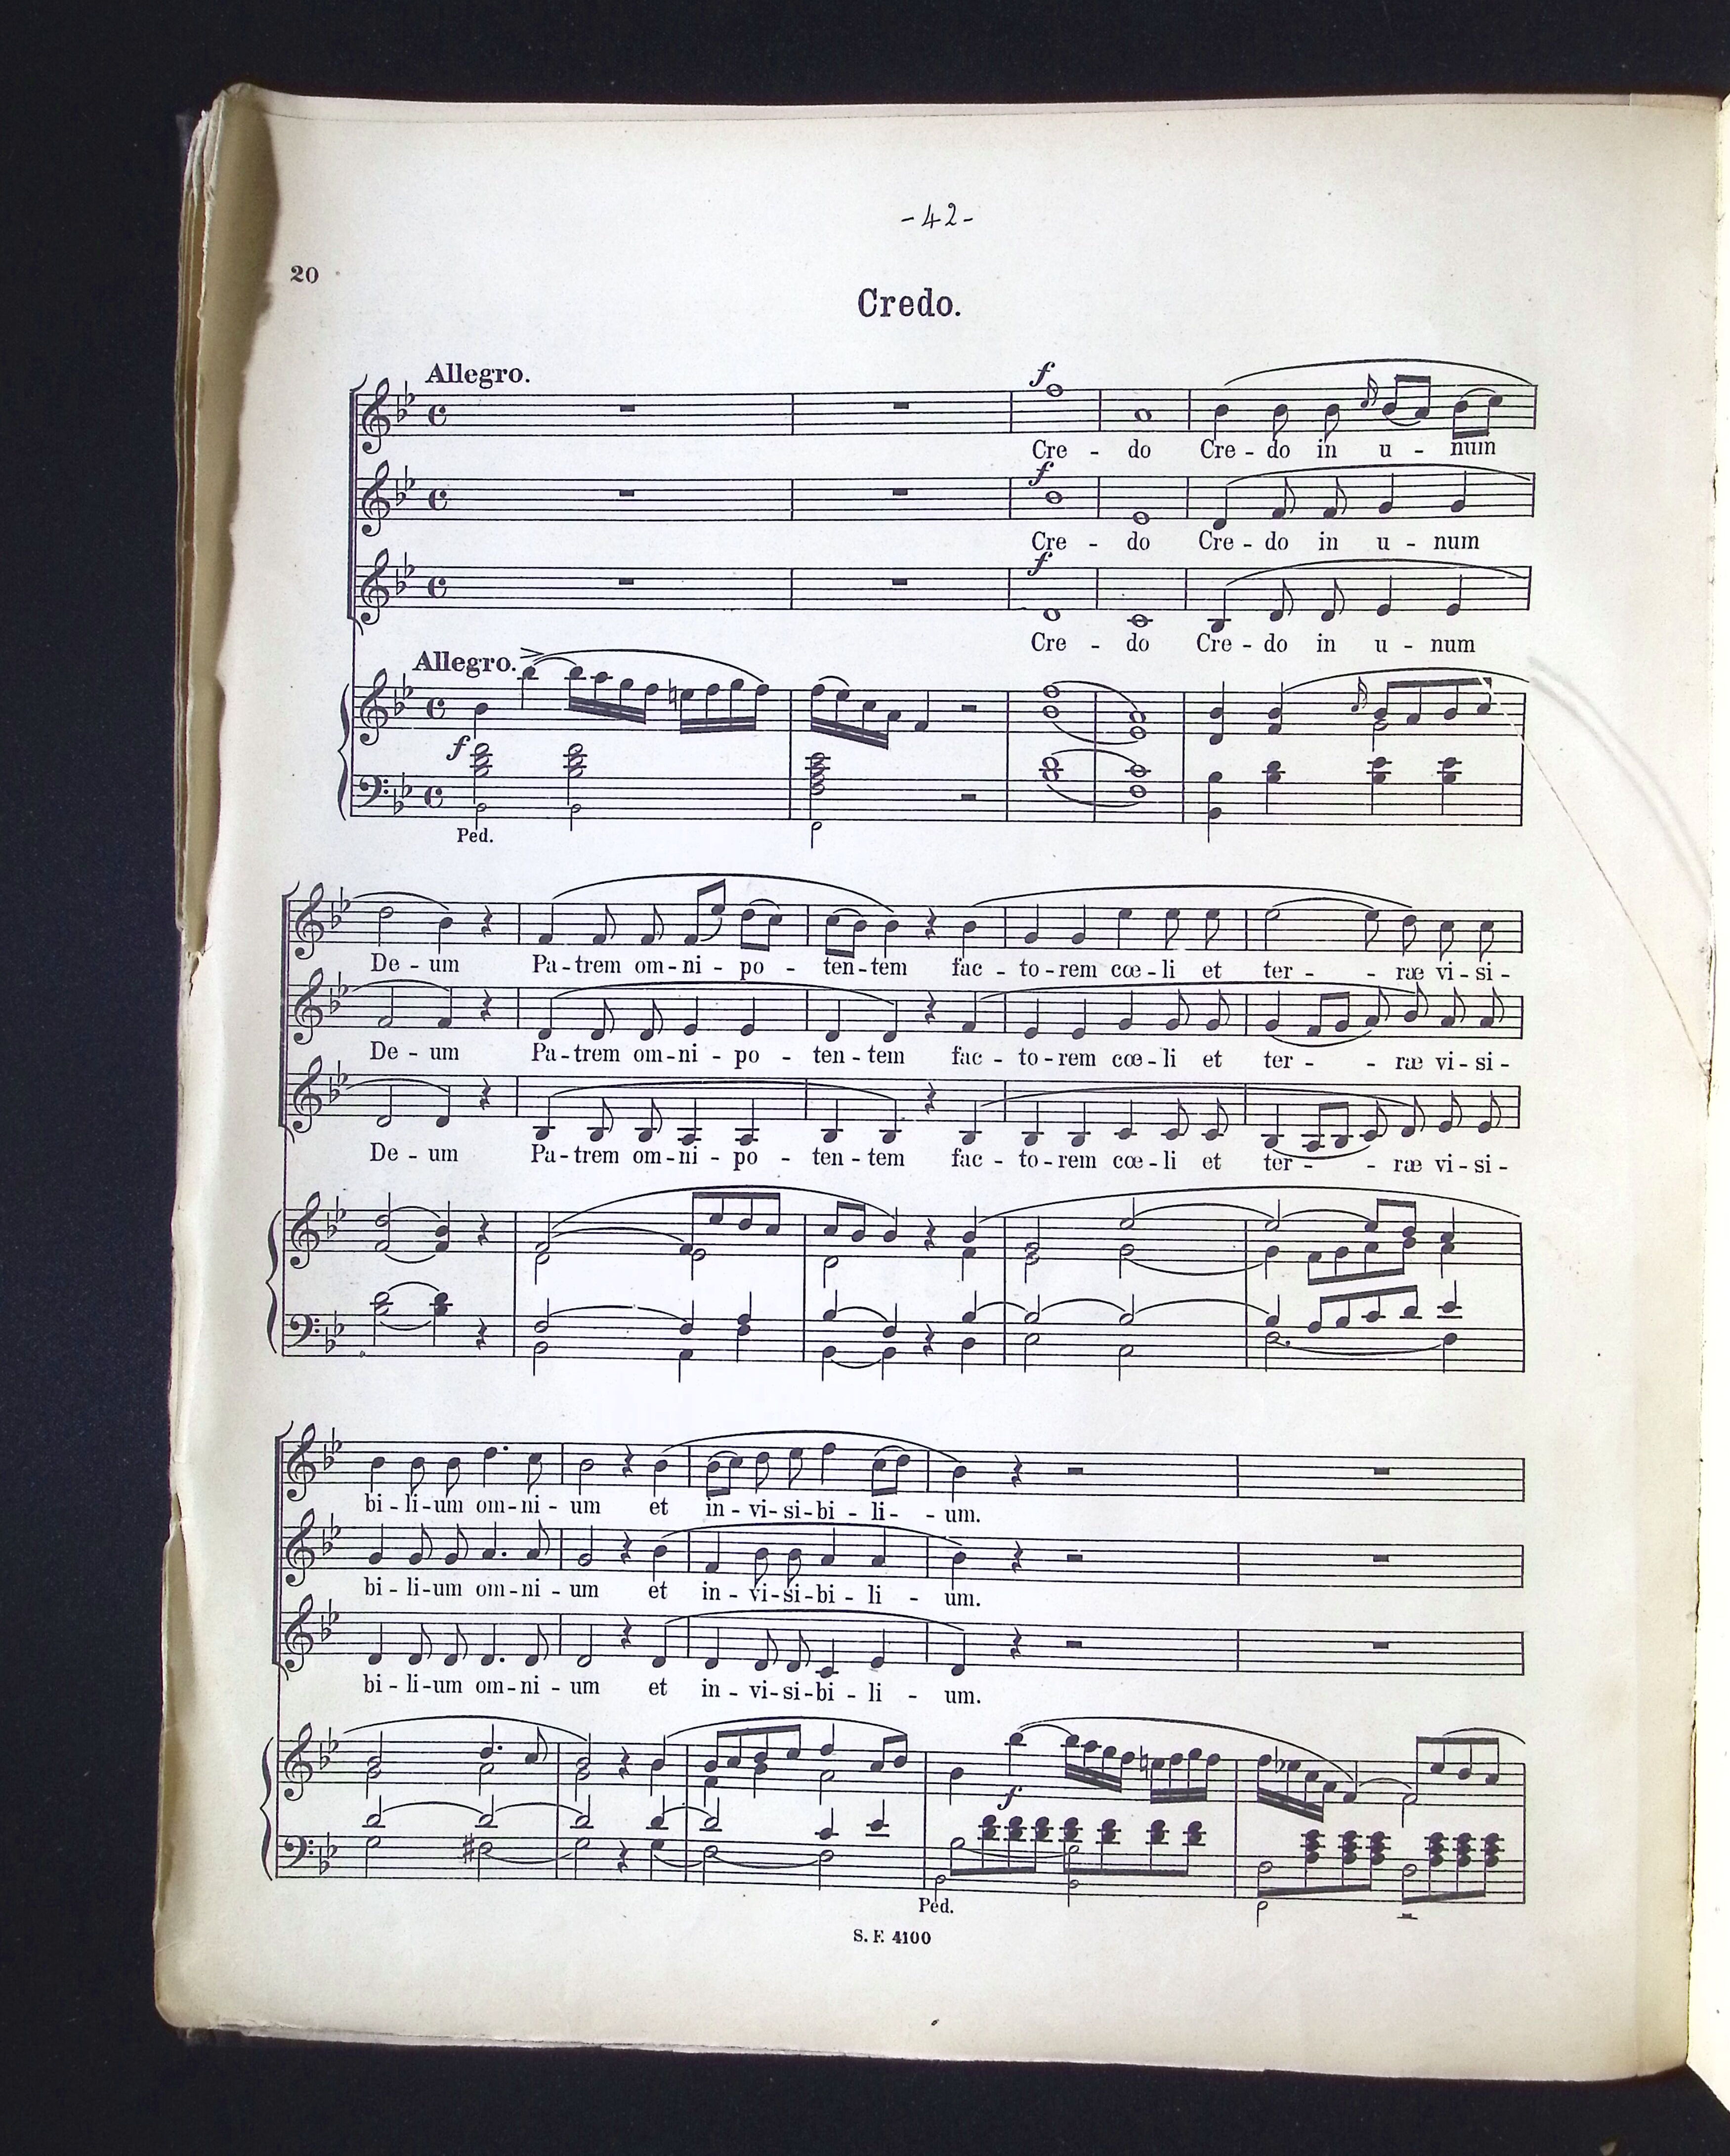 -42-
20
Credo.
Allegro.
f
Cre - do Cre - do in u - num
f
Cre - do Cre - do in u - num
f
Cre - do Cre - do in u - num
Allegro.
f
Ped.
De - um Pa - trem om - ni - po - ten - tem fac - to - rem cœ - li et ter - - ræ vi - si -
De - um Pa - trem om - ni - po - ten - tem fac - to - rem cœ - li et ter - - ræ vi - si -
De - um Pa - trem om - ni - po - ten - tem fac - to - rem cœ - li et ter - - ræ vi - si -
bi - li - um om - ni - um et in - vi - si - bi - li - - um.
bi - li - um om - ni - um et in - vi - si - bi - li - um.
bi - li - um om - ni - um et in - vi - si - bi - li - um.
f
Ped.
S. F. 4100